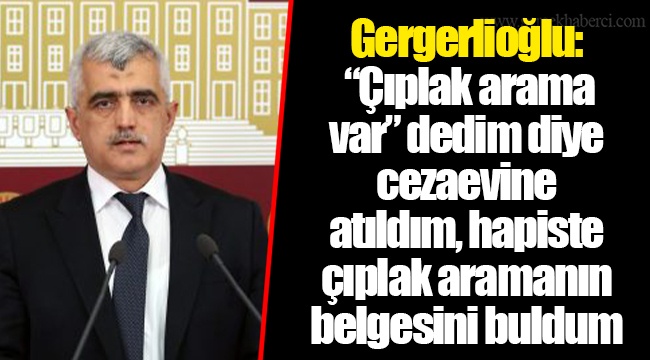 Gergerlioğlu:
“Çıplak arama
var” dedim diye
cezaevine
atıldım, hapiste
çıplak aramanın
belgesini buldum